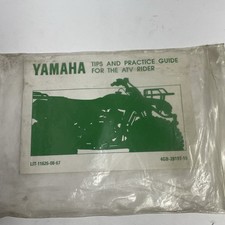 YAMAHA
TIPS AND PRACTICE GUIDE
FOR THE ATV RIDER